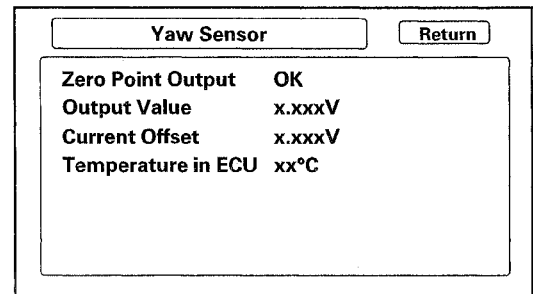 Yaw Sensor Return
Zero Point Output OK
Output Value x.xxxV
Current Offset x.xxxV
Temperature in ECU xx°C